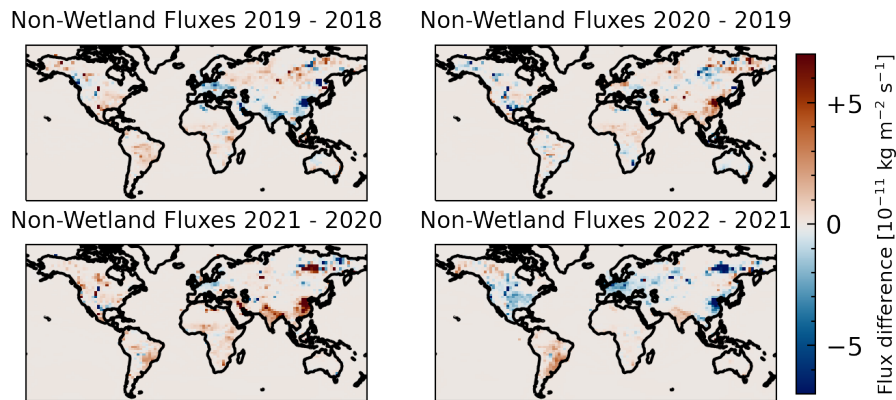 Non-Wetland Fluxes 2019 - 2018
Non-Wetland Fluxes 2020 - 2019
Non-Wetland Fluxes 2021 - 2020
Non-Wetland Fluxes 2022 - 2021
+5
0
−5
Flux difference [10⁻¹¹ kg m⁻² s⁻¹]